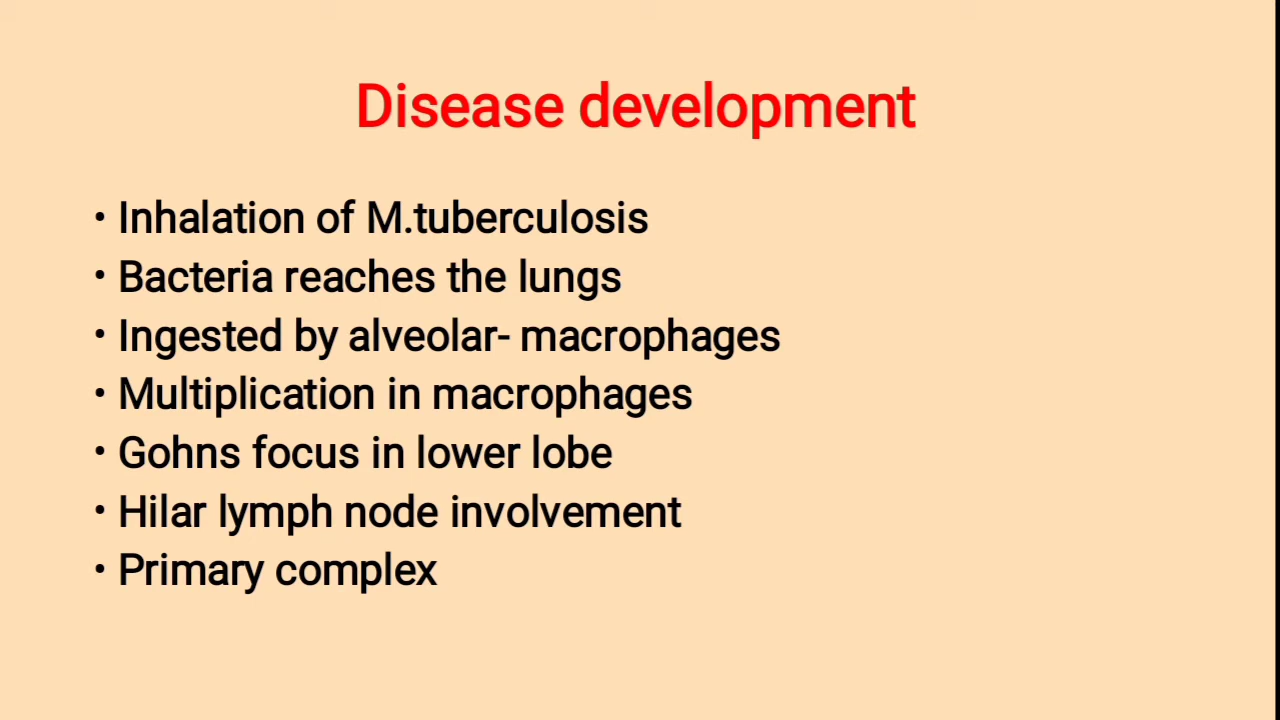 Disease development
• Inhalation of M.tuberculosis
• Bacteria reaches the lungs
• Ingested by alveolar- macrophages
• Multiplication in macrophages
• Gohns focus in lower lobe
• Hilar lymph node involvement
• Primary complex